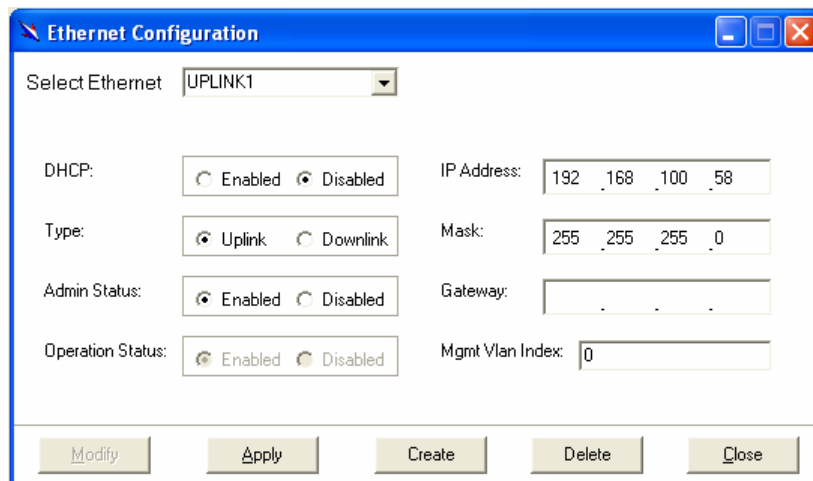 Ethernet Configuration
Select Ethernet UPLINK1
DHCP: Enabled Disabled IP Address: 192 .168 .100 .58
Type: Uplink Downlink Mask: 255 .255 .255 .0
Admin Status: Enabled Disabled Gateway: . . .
Operation Status: Enabled Disabled Mgmt Vlan Index: 0
Modify Apply Create Delete Close